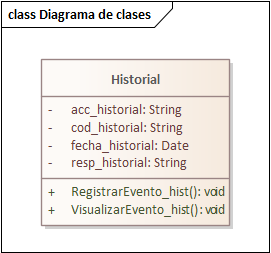 class Diagrama de clases
Historial
- acc_historial: String
- cod_historial: String
- fecha_historial: Date
- resp_historial: String
+ RegistrarEvento_hist(): void
+ VisualizarEvento_hist(): void